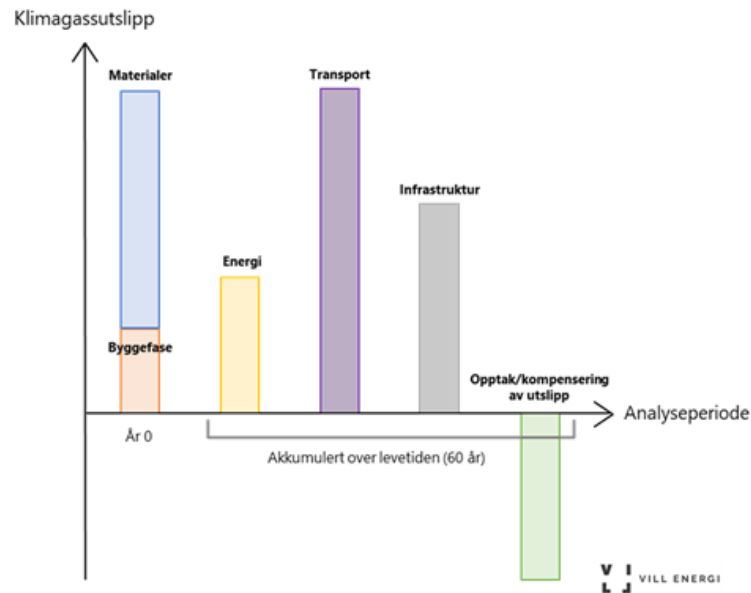 Klimagassutslipp
Materialer
Transport
Infrastruktur
Energi
Byggefase
Opptak/kompensering
av utslipp
Analyseperiode
År 0
Akkumulert over levetiden (60 år)
VILL ENERGI